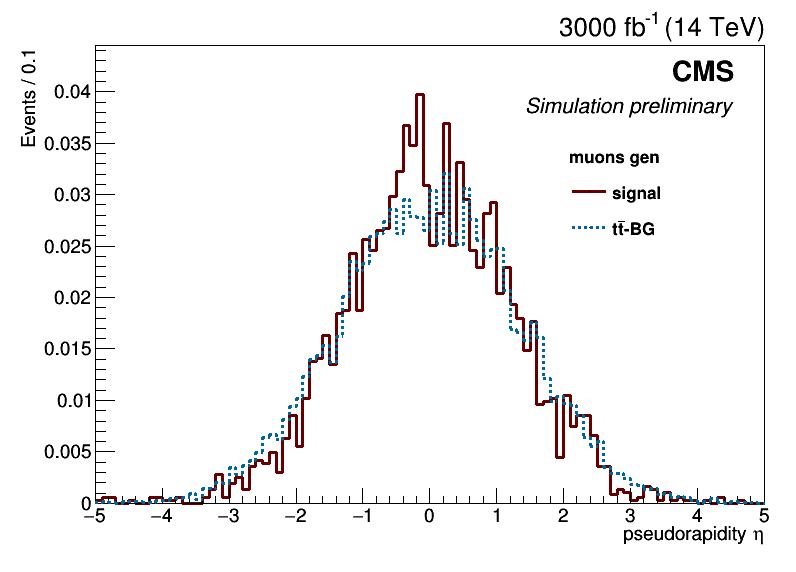 3000 fb⁻¹ (14 TeV)
CMS
Simulation preliminary
Events / 0.1
muons gen
signal
tt̄-BG
0.04
0.035
0.03
0.025
0.02
0.015
0.01
0.005
0
−5 −4 −3 −2 −1 0 1 2 3 4 5
pseudorapidity η